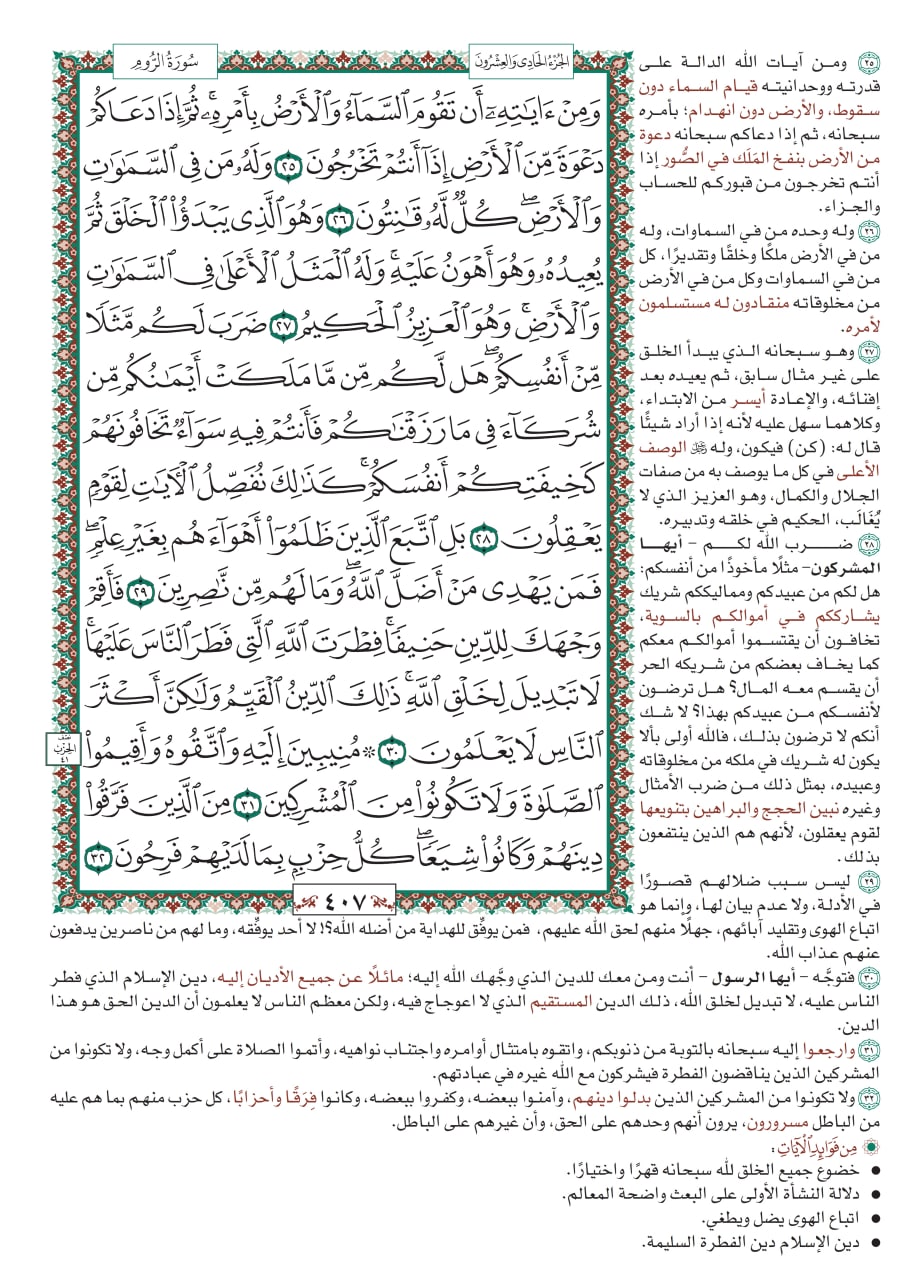 الجُزْءُ الحَادِي وَالعِشْرُونَ
سُورَةُ الرُّومِ
وَمِنْ ءَايَٰتِهِۦٓ أَن تَقُومَ ٱلسَّمَآءُ وَٱلْأَرْضُ بِأَمْرِهِۦۚ ثُمَّ إِذَا دَعَاكُمْ
دَعْوَةً مِّنَ ٱلْأَرْضِ إِذَآ أَنتُمْ تَخْرُجُونَ ٢٥ وَلَهُۥ مَن فِى ٱلسَّمَٰوَٰتِ
وَٱلْأَرْضِۖ كُلٌّ لَّهُۥ قَٰنِتُونَ ٢٦ وَهُوَ ٱلَّذِى يَبْدَؤُا۟ ٱلْخَلْقَ ثُمَّ
يُعِيدُهُۥ وَهُوَ أَهْوَنُ عَلَيْهِۚ وَلَهُ ٱلْمَثَلُ ٱلْأَعْلَىٰ فِى ٱلسَّمَٰوَٰتِ
وَٱلْأَرْضِۚ وَهُوَ ٱلْعَزِيزُ ٱلْحَكِيمُ ٢٧ ضَرَبَ لَكُم مَّثَلًا
مِّنْ أَنفُسِكُمْۖ هَل لَّكُم مِّن مَّا مَلَكَتْ أَيْمَٰنُكُم مِّن
شُرَكَآءَ فِى مَا رَزَقْنَٰكُمْ فَأَنتُمْ فِيهِ سَوَآءٌ تَخَافُونَهُمْ
كَخِيفَتِكُمْ أَنفُسَكُمْۚ كَذَٰلِكَ نُفَصِّلُ ٱلْءَايَٰتِ لِقَوْمٍ
يَعْقِلُونَ ٢٨ بَلِ ٱتَّبَعَ ٱلَّذِينَ ظَلَمُوٓا۟ أَهْوَآءَهُم بِغَيْرِ عِلْمٍۖ
فَمَن يَهْدِى مَنْ أَضَلَّ ٱللَّهُۖ وَمَا لَهُم مِّن نَّٰصِرِينَ ٢٩ فَأَقِمْ
وَجْهَكَ لِلدِّينِ حَنِيفًاۚ فِطْرَتَ ٱللَّهِ ٱلَّتِى فَطَرَ ٱلنَّاسَ عَلَيْهَاۚ
لَا تَبْدِيلَ لِخَلْقِ ٱللَّهِۚ ذَٰلِكَ ٱلدِّينُ ٱلْقَيِّمُ وَلَٰكِنَّ أَكْثَرَ
ٱلنَّاسِ لَا يَعْلَمُونَ ٣٠ ۞ مُنِيبِينَ إِلَيْهِ وَٱتَّقُوهُ وَأَقِيمُوا۟
ٱلصَّلَوٰةَ وَلَا تَكُونُوا۟ مِنَ ٱلْمُشْرِكِينَ ٣١ مِنَ ٱلَّذِينَ فَرَّقُوا۟
دِينَهُمْ وَكَانُوا۟ شِيَعًاۖ كُلُّ حِزْبٍۭ بِمَا لَدَيْهِمْ فَرِحُونَ ٣٢
نصف
الحزب
٤١
٤٠٧
٢٥ ومن آيات الله الدالة على
قدرته ووحدانيته قيام السماء دون
سقوط، والأرض دون انهدام؛ بأمره
سبحانه، ثم إذا دعاكم سبحانه دعوة
من الأرض بنفخ المَلَك في الصُّور إذا
أنتم تخرجون من قبوركم للحساب
والجزاء.
٢٦ وله وحده من في السماوات، وله
من في الأرض ملكًا وخلقًا وتقديرًا، كل
من في السماوات وكل من في الأرض
من مخلوقاته منقادون له مستسلمون
لأمره.
٢٧ وهو سبحانه الذي يبدأ الخلق
على غير مثال سابق، ثم يعيده بعد
إفنائه، والإعادة أيسر من الابتداء،
وكلاهما سهل عليه لأنه إذا أراد شيئًا
قال له: (كن) فيكون، وله ﷻ الوصف
الأعلى في كل ما يوصف به من صفات
الجلال والكمال، وهو العزيز الذي لا
يُغَالَب، الحكيم في خلقه وتدبيره.
٢٨ ضرب الله لكم – أيها
المشركون– مثلًا مأخوذًا من أنفسكم:
هل لكم من عبيدكم ومماليككم شريك
يشارككم في أموالكم بالسوية،
تخافون أن يقتسموا أموالكم معكم
كما يخاف بعضكم من شريكه الحر
أن يقسم معه المال؟ هل ترضون
لأنفسكم من عبيدكم بهذا؟ لا شك
أنكم لا ترضون بذلك، فالله أولى بألا
يكون له شريك في ملكه من مخلوقاته
وعبيده، بمثل ذلك من ضرب الأمثال
وغيره نبين الحجج والبراهين بتنويعها
لقوم يعقلون، لأنهم هم الذين ينتفعون
بذلك.
٢٩ ليس سبب ضلالهم قصورًا
في الأدلة، ولا عدم بيان لها، وإنما هو
اتباع الهوى وتقليد آبائهم، جهلًا منهم لحق الله عليهم، فمن يوفِّق للهداية من أضله الله؟! لا أحد يوفِّقه، وما لهم من ناصرين يدفعون
عنهم عذاب الله.
٣٠ فتوجَّه – أيها الرسول – أنت ومن معك للدين الذي وجَّهك الله إليه؛ مائلًا عن جميع الأديان إليه، دين الإسلام الذي فطر
الناس عليه، لا تبديل لخلق الله، ذلك الدين المستقيم الذي لا اعوجاج فيه، ولكن معظم الناس لا يعلمون أن الدين الحق هو هذا
الدين.
٣١ وارجعوا إليه سبحانه بالتوبة من ذنوبكم، واتقوه بامتثال أوامره واجتناب نواهيه، وأتموا الصلاة على أكمل وجه، ولا تكونوا من
المشركين الذين يناقضون الفطرة فيشركون مع الله غيره في عبادتهم.
٣٢ ولا تكونوا من المشركين الذين بدلوا دينهم، وآمنوا ببعضه، وكفروا ببعضه، وكانوا فِرَقًا وأحزابًا، كل حزب منهم بما هم عليه
من الباطل مسرورون، يرون أنهم وحدهم على الحق، وأن غيرهم على الباطل.
مِن فَوَائِدِ الْآيَاتِ:
● خضوع جميع الخلق لله سبحانه قهرًا واختيارًا.
● دلالة النشأة الأولى على البعث واضحة المعالم.
● اتباع الهوى يضل ويطغي.
● دين الإسلام دين الفطرة السليمة.